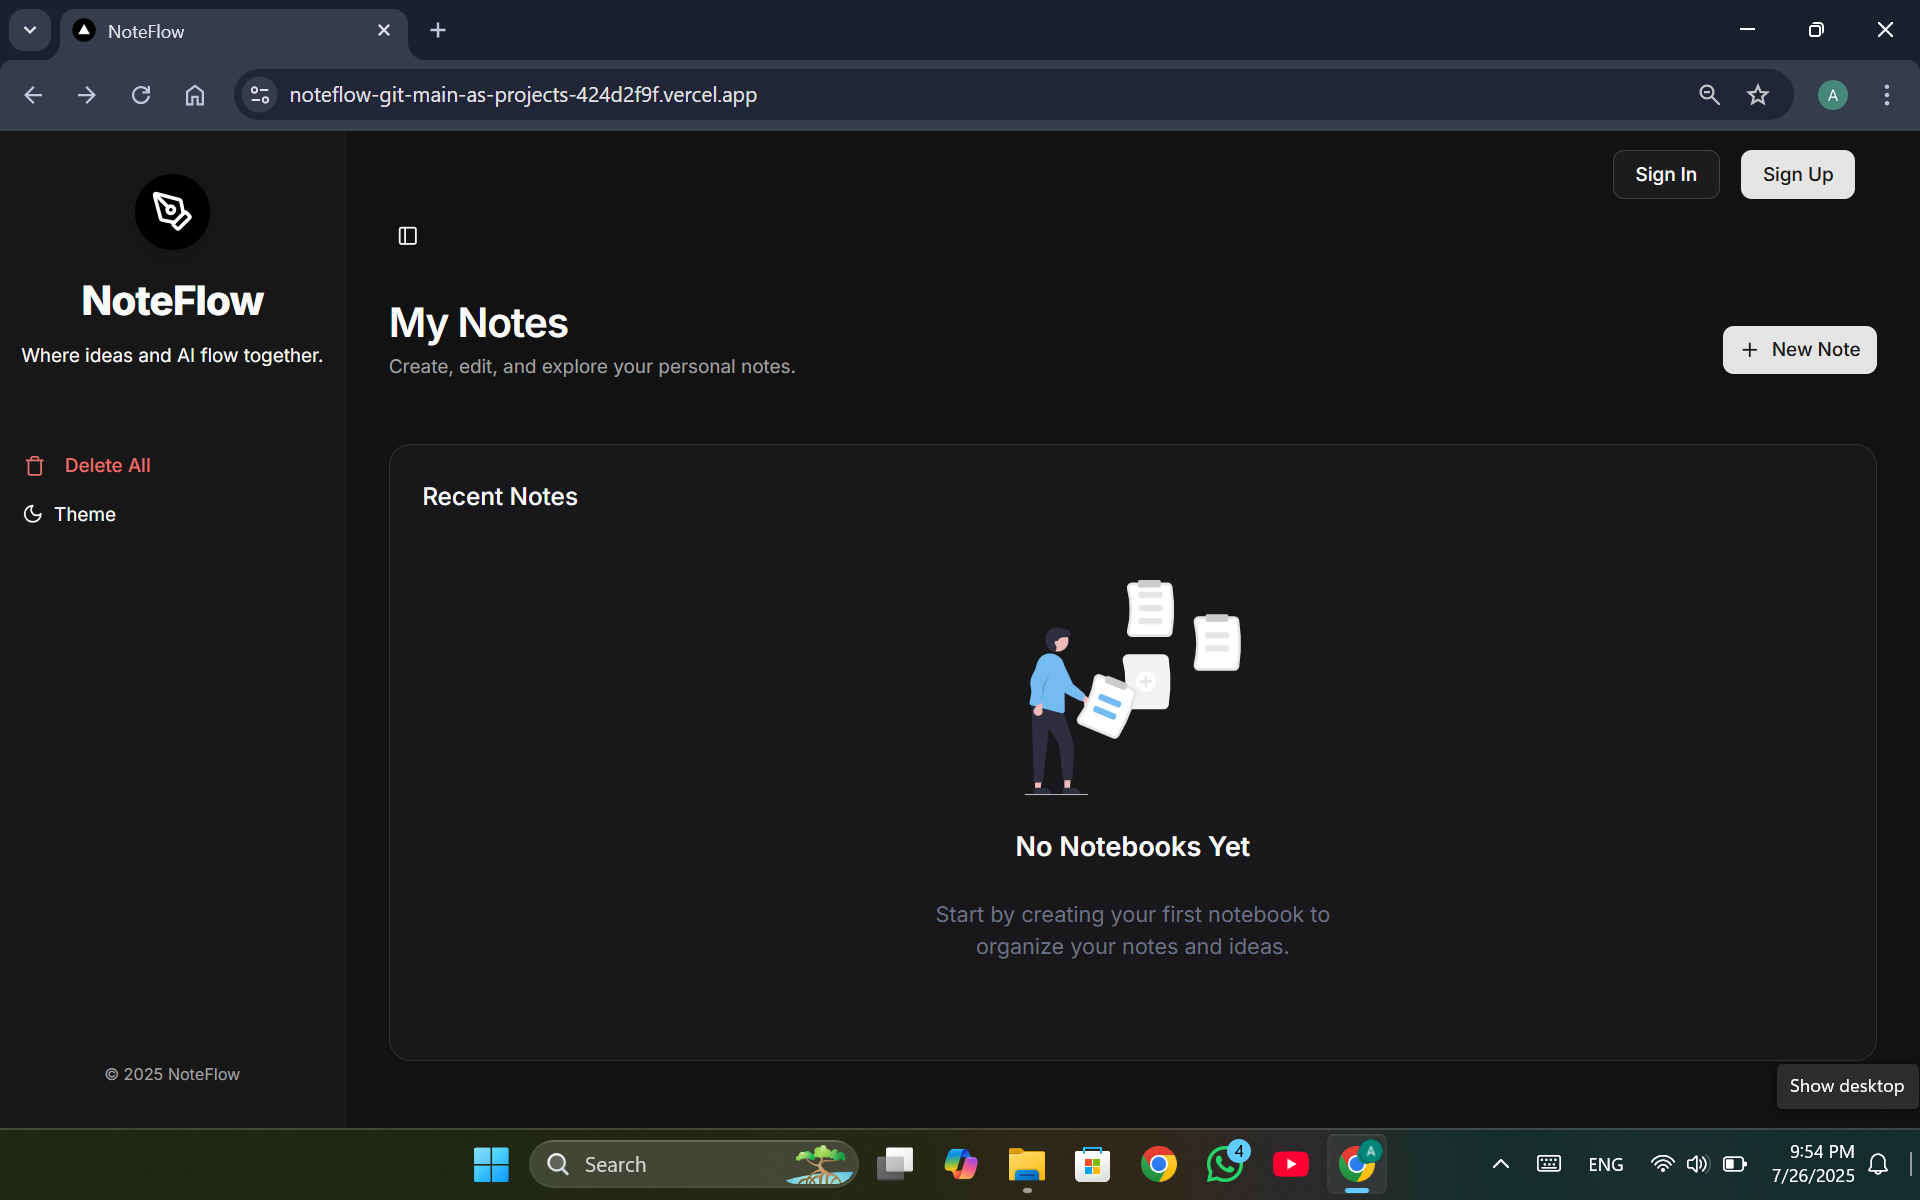 NoteFlow
noteflow-git-main-as-projects-424d2f9f.vercel.app
A
Sign In
Sign Up
NoteFlow
Where ideas and AI flow together.
My Notes
Create, edit, and explore your personal notes.
New Note
Delete All
Theme
Recent Notes
No Notebooks Yet
Start by creating your first notebook to
organize your notes and ideas.
© 2025 NoteFlow
Show desktop
Search
4
A
ENG
9:54 PM
7/26/2025